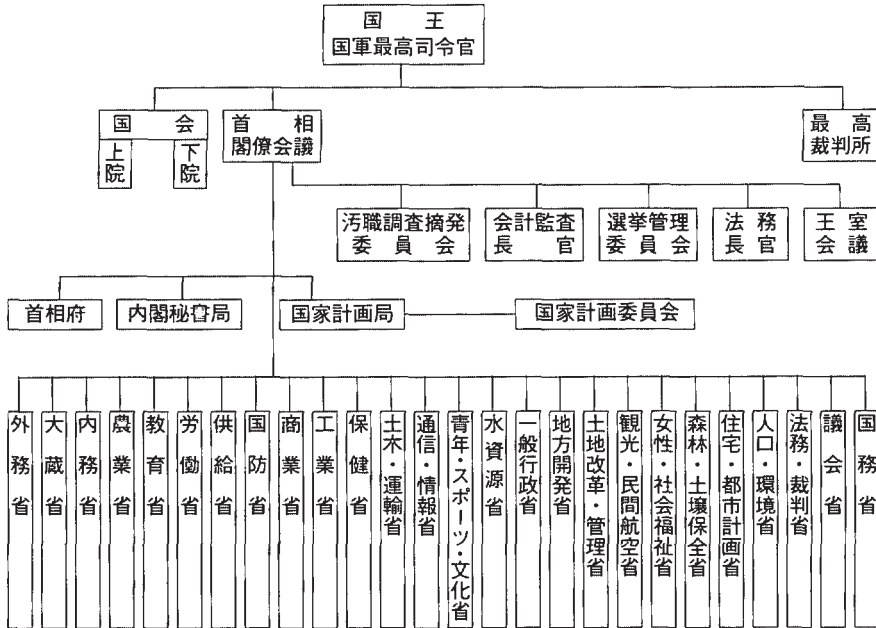 国王
国軍最高司令官
国会
上院
下院
首相
閣僚会議
最高
裁判所
汚職調査摘発
委員会
会計監査
長官
選挙管理
委員会
法務
長官
王室
会議
首相府
内閣秘書局
国家計画局
国家計画委員会
外務省
大蔵省
内務省
農業省
教育省
労働省
供給省
国防省
商業省
工業省
保健省
土木・運輸省
通信・情報省
青年・スポーツ・文化省
水資源省
一般行政省
地方開発省
土地改革・管理省
観光・民間航空省
女性・社会福祉省
森林・土壌保全省
住宅・都市計画省
人口・環境省
法務・裁判省
議会省
国務省